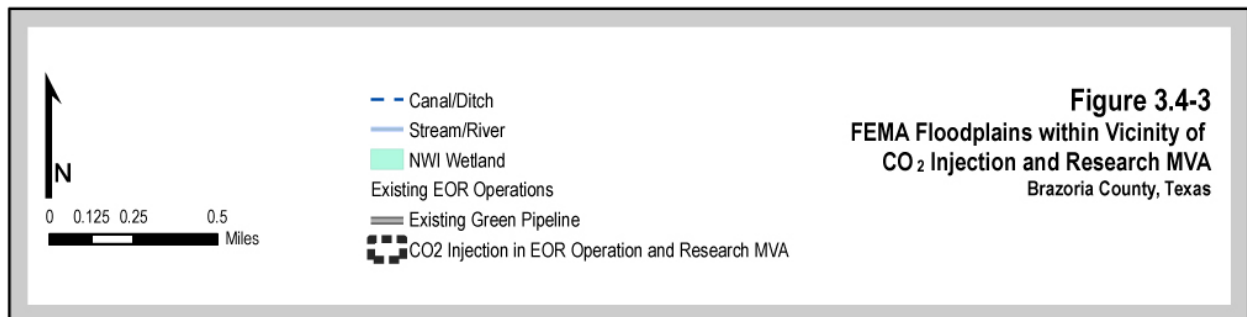 N
0 0.125 0.25 0.5
Miles
Canal/Ditch
Stream/River
NWI Wetland
Existing EOR Operations
Existing Green Pipeline
CO2 Injection in EOR Operation and Research MVA
Figure 3.4-3
FEMA Floodplains within Vicinity of
CO₂ Injection and Research MVA
Brazoria County, Texas